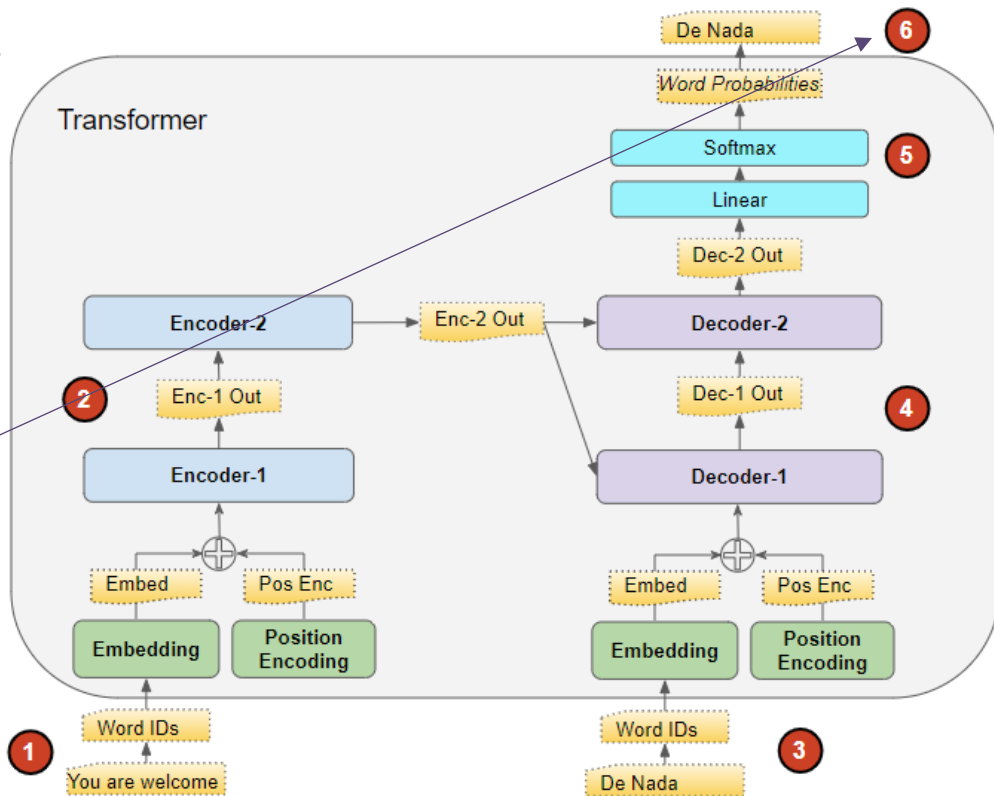 De Nada
6
Word Probabilities
Transformer
Softmax
5
Linear
Dec-2 Out
Encoder-2
Enc-2 Out
Decoder-2
2
Enc-1 Out
Dec-1 Out
4
Encoder-1
Decoder-1
Embed
Pos Enc
Embed
Pos Enc
Embedding
Position
Encoding
Embedding
Position
Encoding
1
Word IDs
Word IDs
3
You are welcome
De Nada